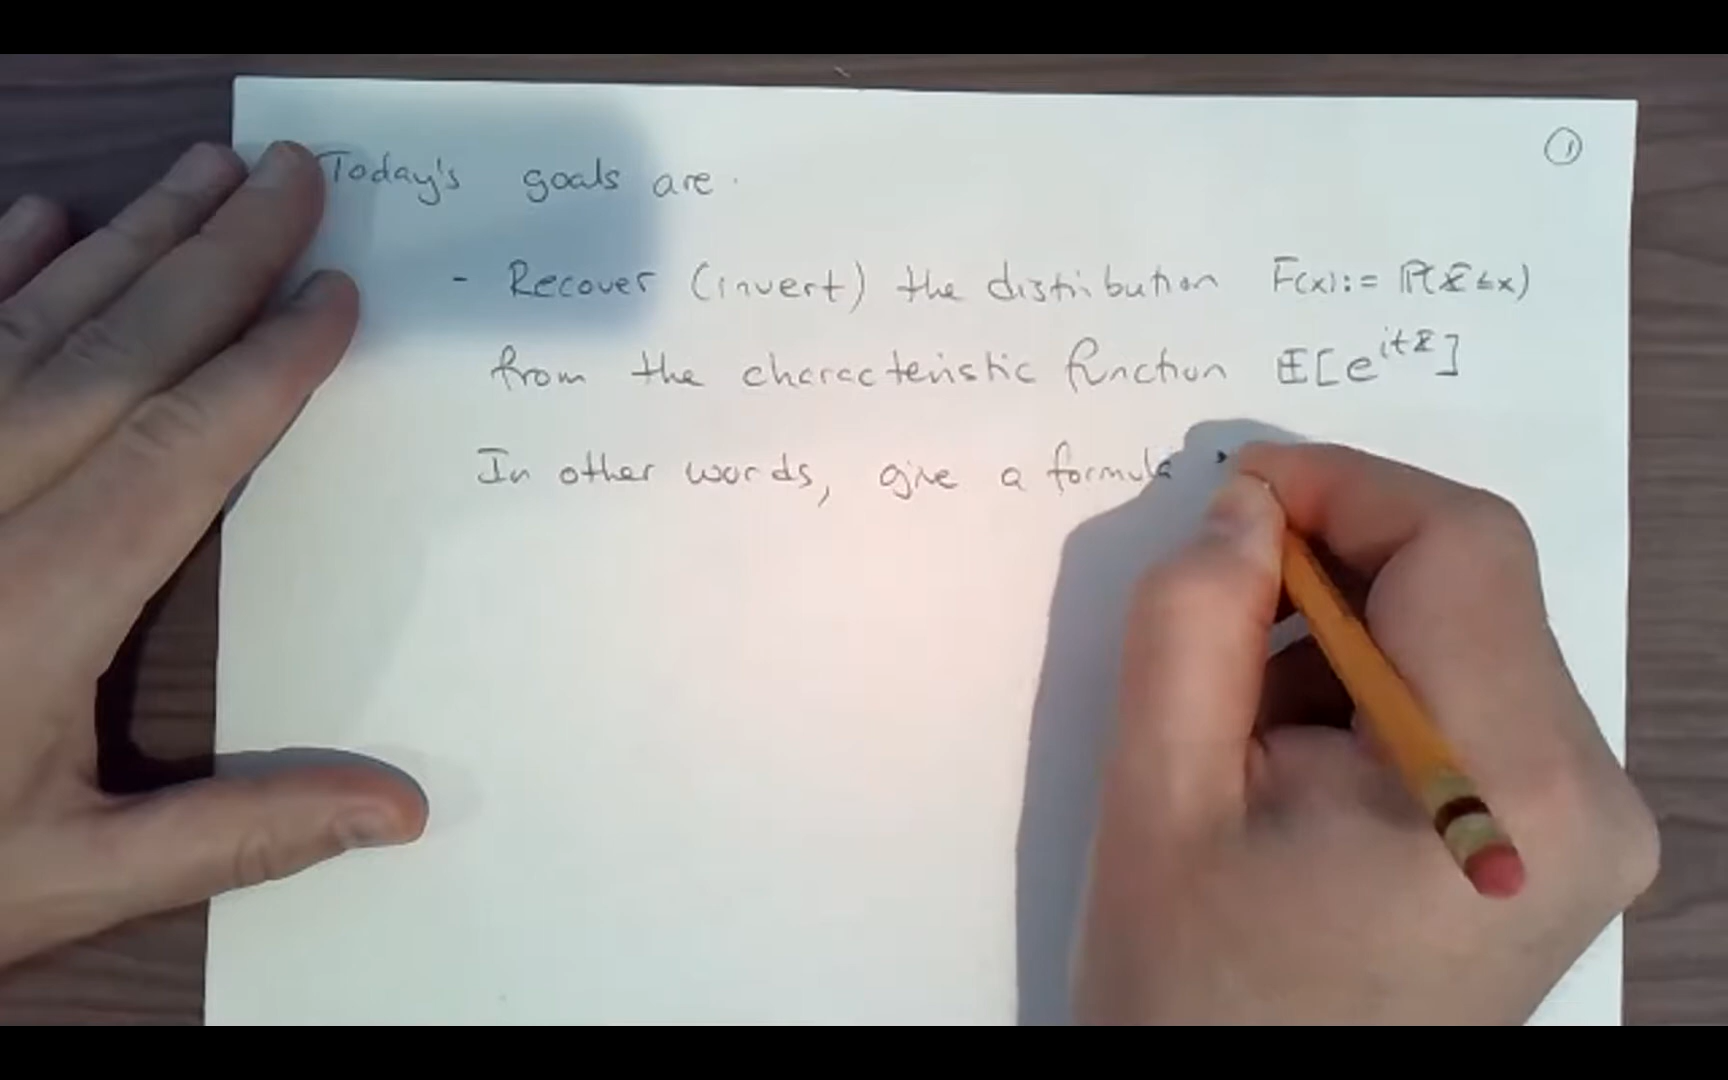 ①
Today's goals are.
- Recover (invert) the distribution F(x):= ℙ(X≤x)
from the characteristic function 𝔼[e^{itX}]
In other words, give a formula